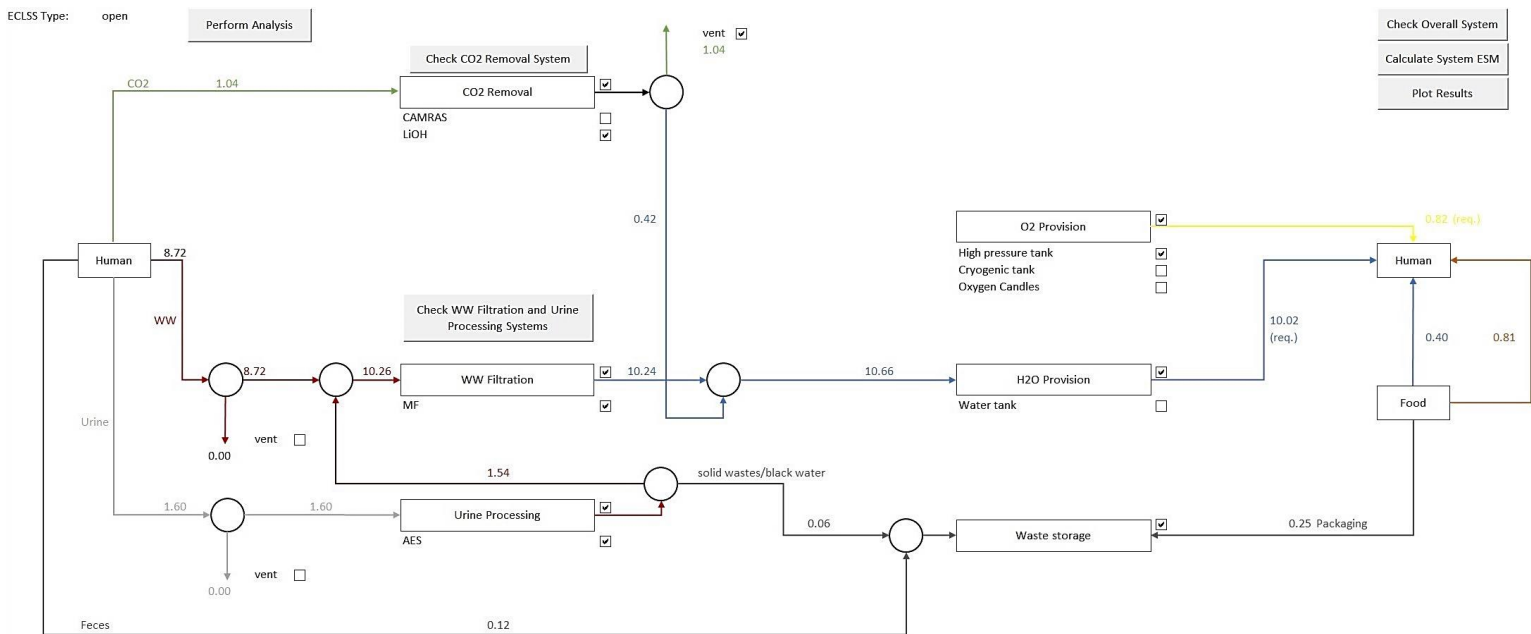 ECLSS Type: open
Perform Analysis
Check Overall System
Calculate System ESM
Plot Results
vent
1.04
Check CO2 Removal System
CO2 1.04
CO2 Removal
CAMRAS
LiOH
0.42
O2 Provision
0.82 (req.)
High pressure tank
Cryogenic tank
Oxygen Candles
Human
8.72
Human
Check WW Filtration and Urine
Processing Systems
WW
10.02
(req.)
0.40
0.81
8.72
10.26
WW Filtration
10.24
10.66
H2O Provision
MF
Water tank
Food
Urine
vent
0.00
1.54
solid wastes/black water
1.60
1.60
Urine Processing
AES
0.06
Waste storage
0.25 Packaging
vent
0.00
Feces
0.12